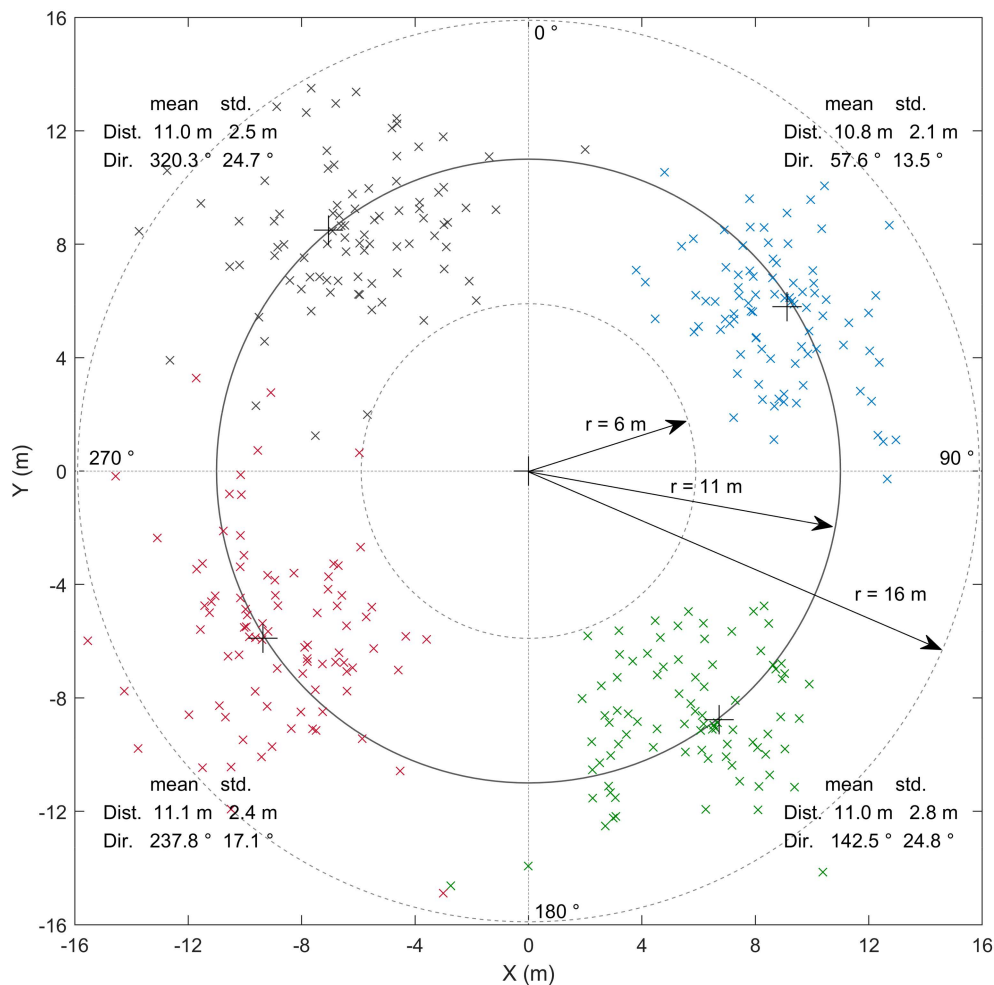 16
0 °
mean std.
Dist. 11.0 m 2.5 m
Dir. 320.3 ° 24.7 °
mean std.
Dist. 10.8 m 2.1 m
Dir. 57.6 ° 13.5 °
12
8
4
r = 6 m
270 °
90 °
0
r = 11 m
r = 16 m
-4
-8
mean std.
Dist. 11.1 m 2.4 m
Dir. 237.8 ° 17.1 °
mean std.
Dist. 11.0 m 2.8 m
Dir. 142.5 ° 24.8 °
-12
180 °
-16
Y (m)
-16 -12 -8 -4 0 4 8 12 16
X (m)